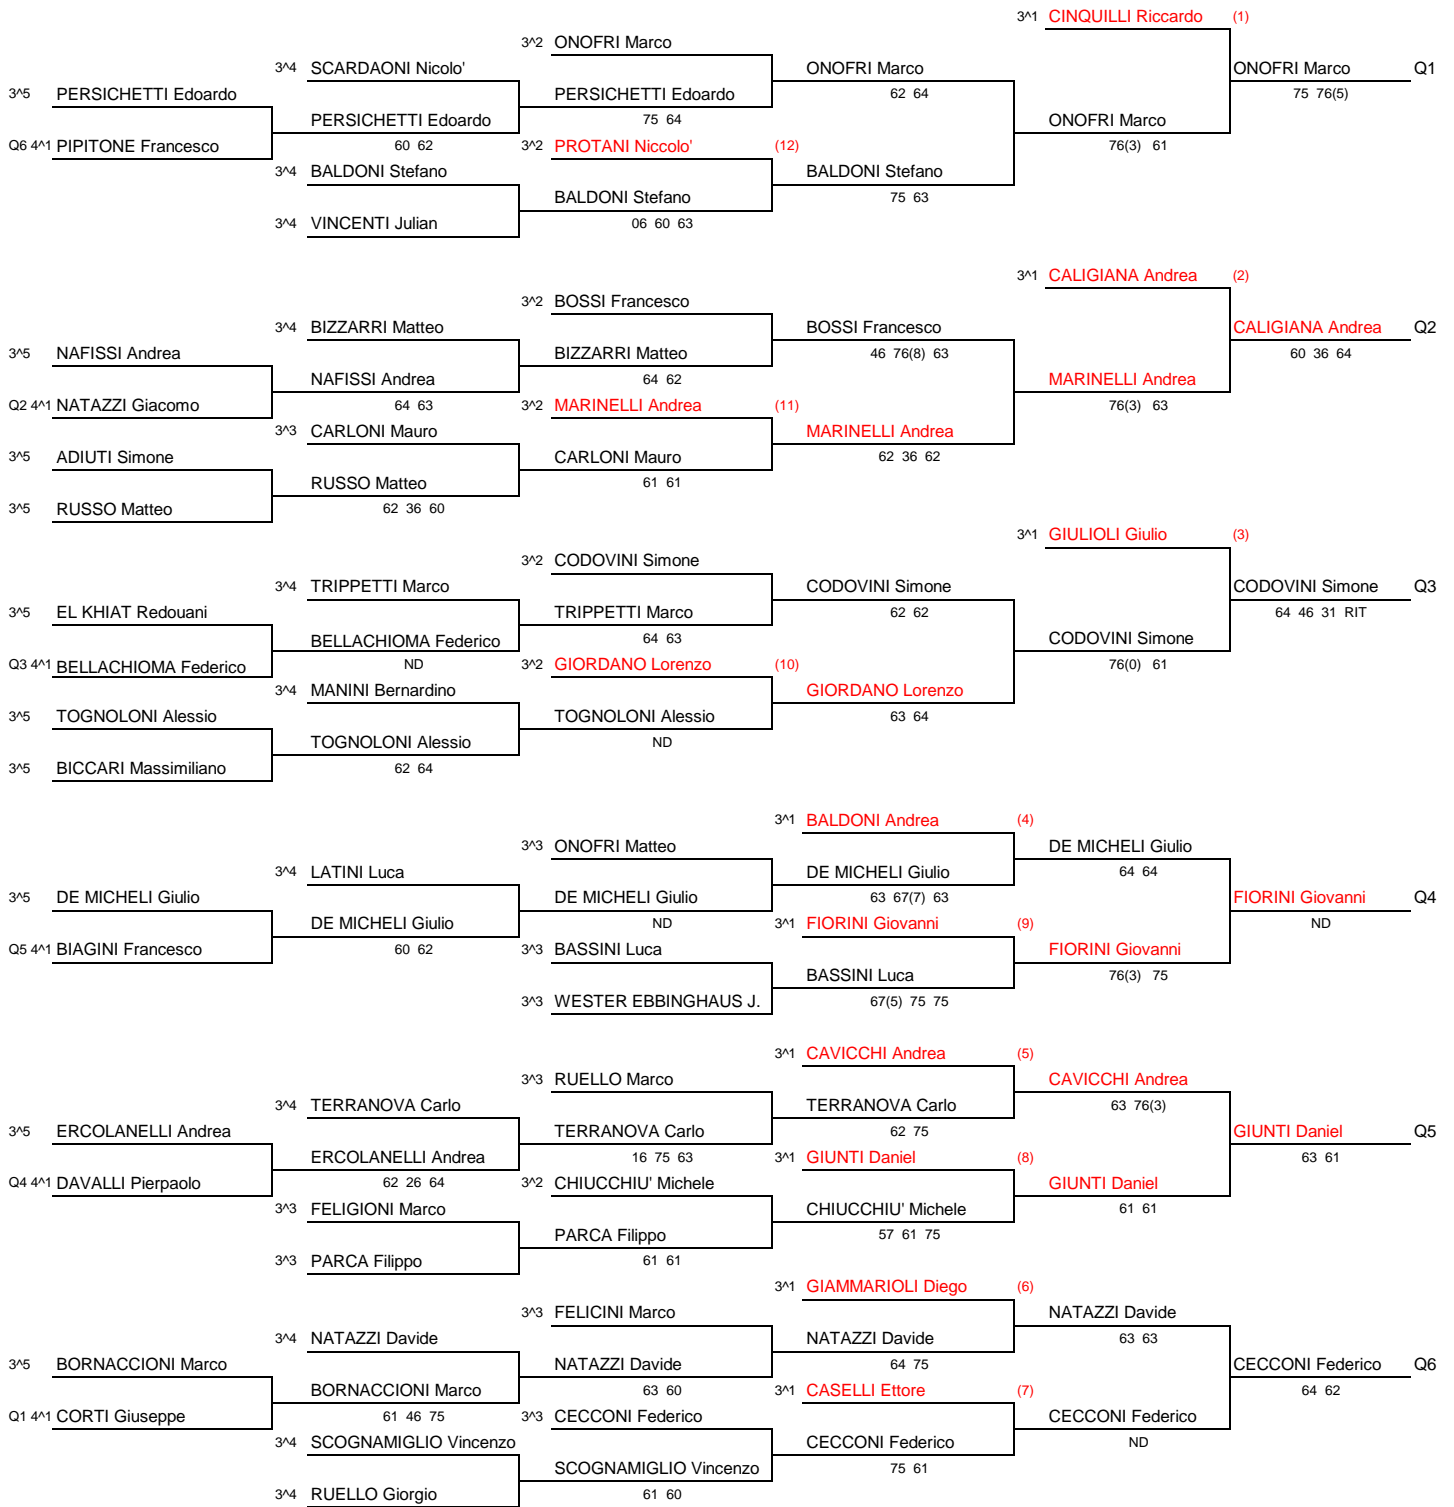 3^1 CINQUILLI Riccardo (1)
3^2 ONOFRI Marco
3^4 SCARDAONI Nicolo' ONOFRI Marco ONOFRI Marco Q1
3^5 PERSICHETTI Edoardo PERSICHETTI Edoardo 62 64 75 76(5)
PERSICHETTI Edoardo 75 64 ONOFRI Marco
Q6 4^1 PIPITONE Francesco 60 62 3^2 PROTANI Niccolo' (12) 76(3) 61
3^4 BALDONI Stefano BALDONI Stefano
BALDONI Stefano 75 63
3^4 VINCENTI Julian 06 60 63
3^1 CALIGIANA Andrea (2)
3^2 BOSSI Francesco
3^4 BIZZARRI Matteo BOSSI Francesco CALIGIANA Andrea Q2
3^5 NAFISSI Andrea BIZZARRI Matteo 46 76(8) 63 60 36 64
NAFISSI Andrea 64 62 MARINELLI Andrea
Q2 4^1 NATAZZI Giacomo 64 63 3^2 MARINELLI Andrea (11) 76(3) 63
3^3 CARLONI Mauro MARINELLI Andrea
3^5 ADIUTI Simone CARLONI Mauro 62 36 62
RUSSO Matteo 61 61
3^5 RUSSO Matteo 62 36 60
3^1 GIULIOLI Giulio (3)
3^2 CODOVINI Simone
3^4 TRIPPETTI Marco CODOVINI Simone CODOVINI Simone Q3
3^5 EL KHIAT Redouani TRIPPETTI Marco 62 62 64 46 31 RIT
BELLACHIOMA Federico 64 63 CODOVINI Simone
Q3 4^1 BELLACHIOMA Federico ND 3^2 GIORDANO Lorenzo (10) 76(0) 61
3^4 MANINI Bernardino GIORDANO Lorenzo
3^5 TOGNOLONI Alessio TOGNOLONI Alessio 63 64
TOGNOLONI Alessio ND
3^5 BICCARI Massimiliano 62 64
3^1 BALDONI Andrea (4)
3^3 ONOFRI Matteo DE MICHELI Giulio
3^4 LATINI Luca DE MICHELI Giulio 64 64
3^5 DE MICHELI Giulio DE MICHELI Giulio 63 67(7) 63 FIORINI Giovanni Q4
DE MICHELI Giulio ND 3^1 FIORINI Giovanni (9) ND
Q5 4^1 BIAGINI Francesco 60 62 3^3 BASSINI Luca FIORINI Giovanni
BASSINI Luca 76(3) 75
3^3 WESTER EBBINGHAUS J. 67(5) 75 75
3^1 CAVICCHI Andrea (5)
3^3 RUELLO Marco CAVICCHI Andrea
3^4 TERRANOVA Carlo TERRANOVA Carlo 63 76(3)
3^5 ERCOLANELLI Andrea TERRANOVA Carlo 62 75 GIUNTI Daniel Q5
ERCOLANELLI Andrea 16 75 63 3^1 GIUNTI Daniel (8) 63 61
Q4 4^1 DAVALLI Pierpaolo 62 26 64 3^2 CHIUCCHIU' Michele GIUNTI Daniel
3^3 FELIGIONI Marco CHIUCCHIU' Michele 61 61
PARCA Filippo 57 61 75
3^3 PARCA Filippo 61 61
3^1 GIAMMARIOLI Diego (6)
3^3 FELICINI Marco NATAZZI Davide
3^4 NATAZZI Davide NATAZZI Davide 63 63
3^5 BORNACCIONI Marco NATAZZI Davide 64 75 CECCONI Federico Q6
BORNACCIONI Marco 63 60 3^1 CASELLI Ettore (7) 64 62
Q1 4^1 CORTI Giuseppe 61 46 75 3^3 CECCONI Federico CECCONI Federico
3^4 SCOGNAMIGLIO Vincenzo CECCONI Federico ND
SCOGNAMIGLIO Vincenzo 75 61
3^4 RUELLO Giorgio 61 60